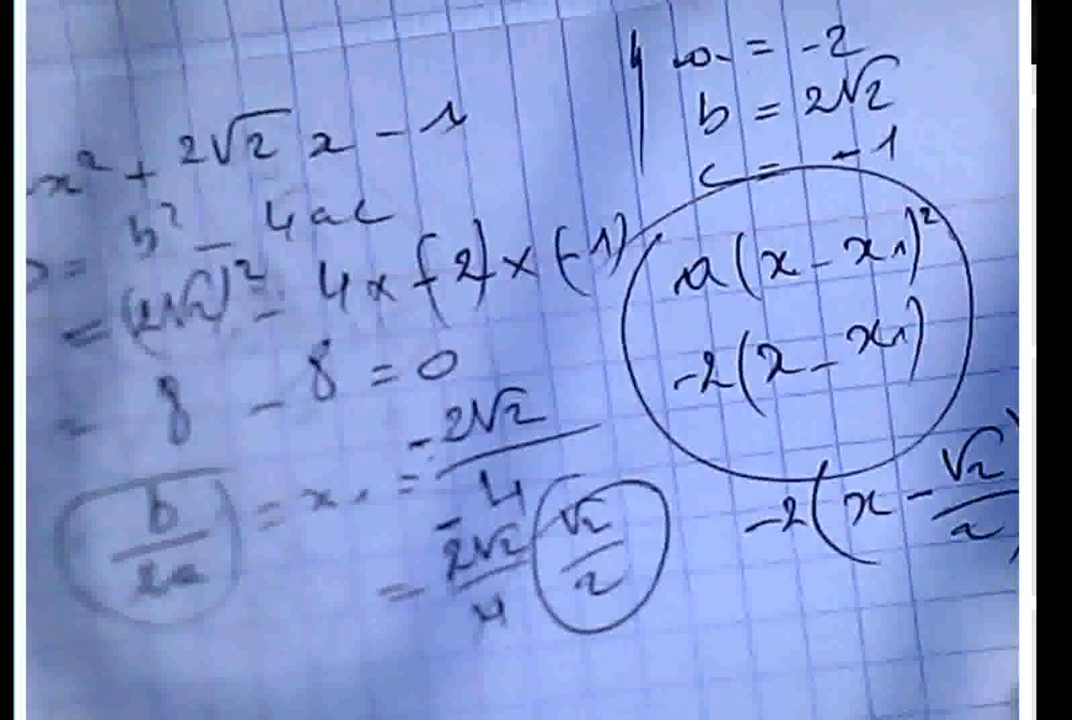 x² + 2√2 x - 1
a = -2
b = 2√2
c = -1
= b² - 4ac
= (2√2)² - 4 × (-2) × (-1)
= 8 - 8 = 0
b/2a = x₁ = -2√2/-4
= 2√2/4 √2/2
a(x - x₁)²
-2(x - x₁)
-2(x - √2/2)